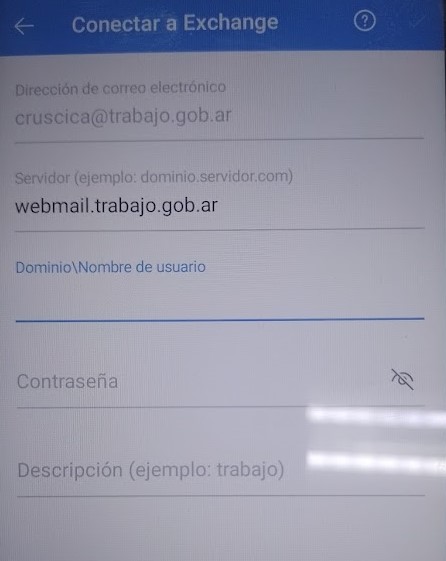 Conectar a Exchange
Dirección de correo electrónico
cruscica@trabajo.gob.ar
Servidor (ejemplo: dominio.servidor.com)
webmail.trabajo.gob.ar
Dominio\Nombre de usuario
Contraseña
Descripción (ejemplo: trabajo)